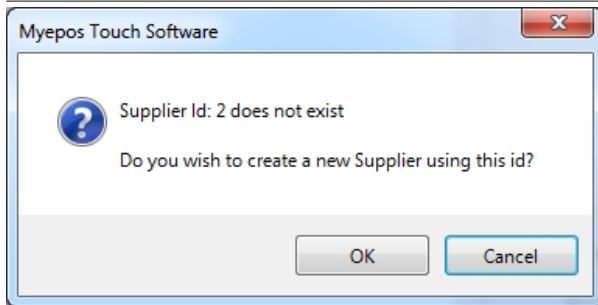 Myepos Touch Software
Supplier Id: 2 does not exist
Do you wish to create a new Supplier using this id?
OK
Cancel